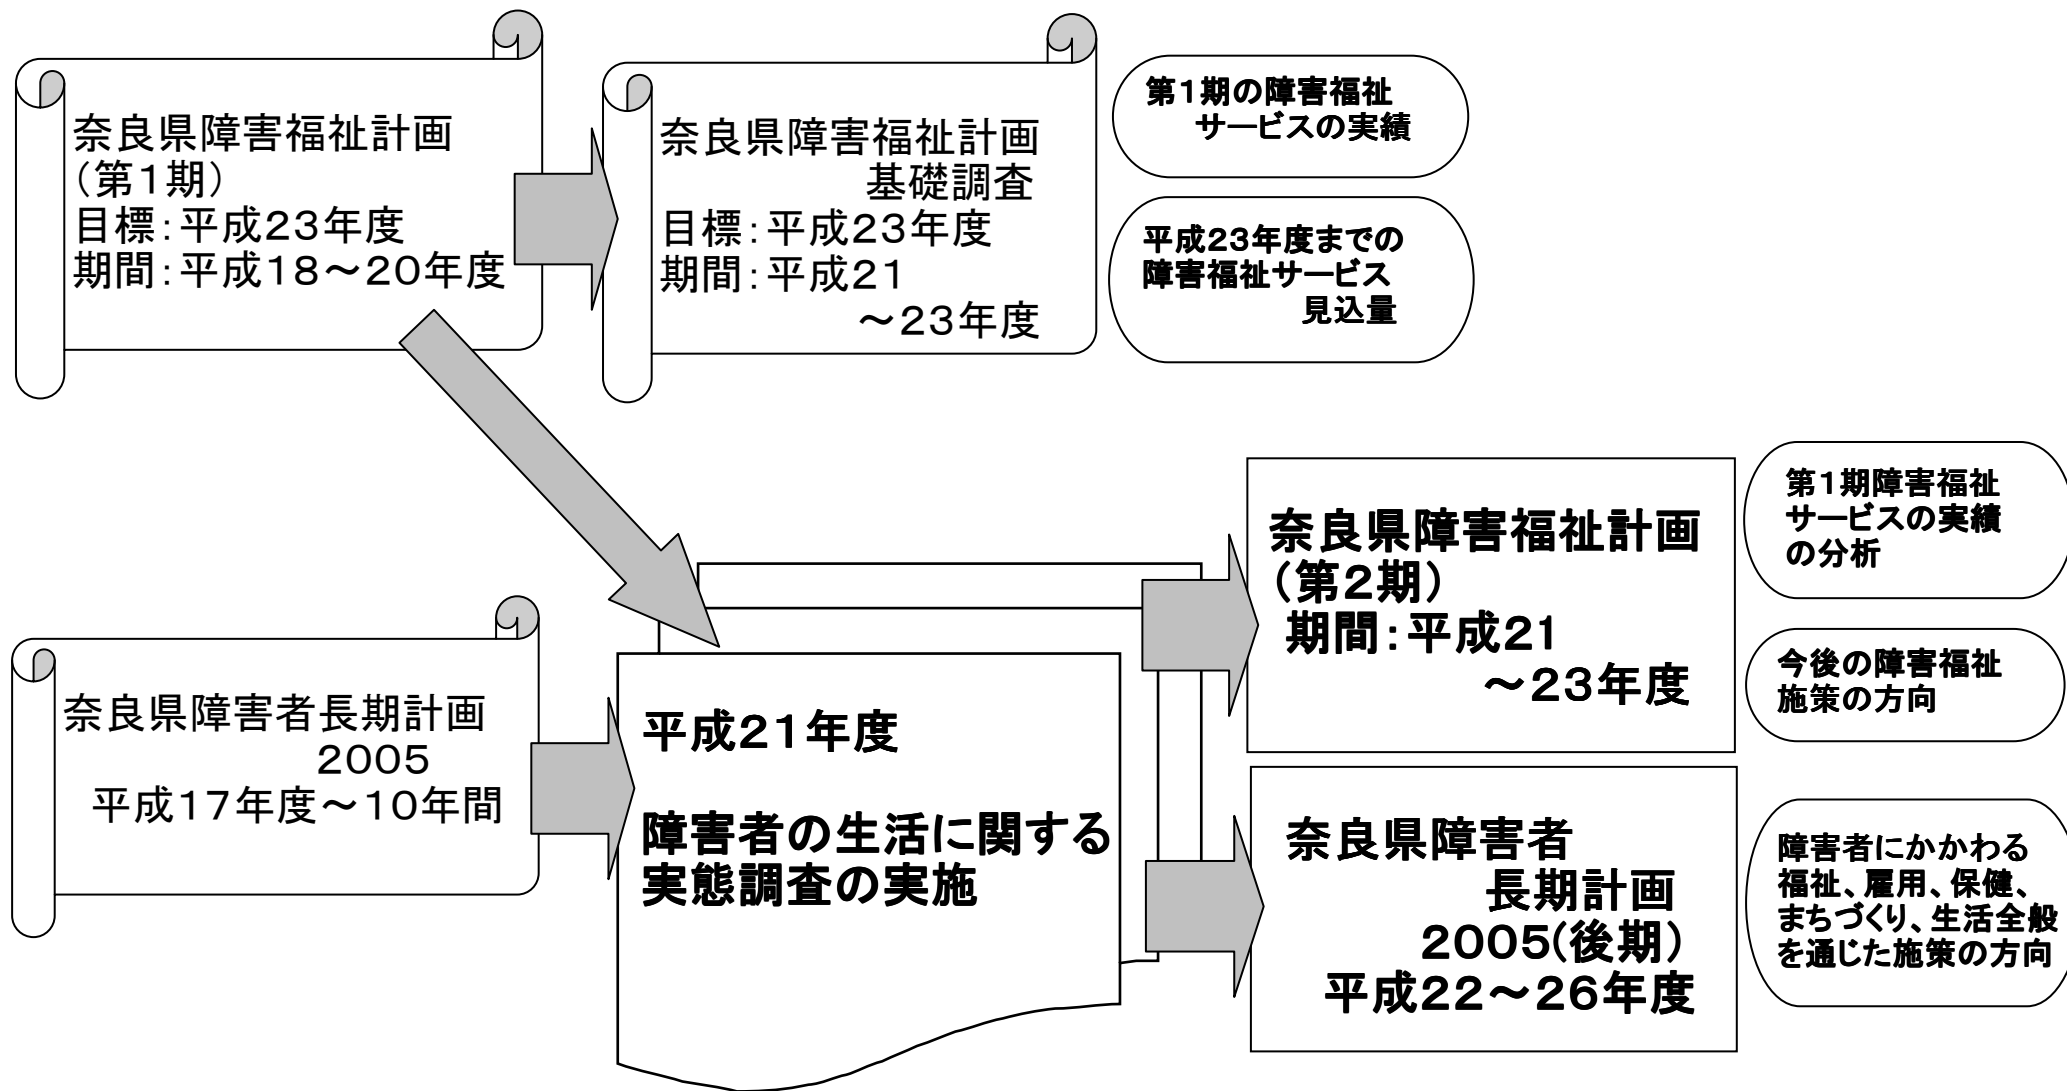 奈良県障害福祉計画
（第１期）
目標：平成２３年度
期間：平成１８～２０年度
奈良県障害福祉計画
基礎調査
目標：平成２３年度
期間：平成２１
～２３年度
第１期の障害福祉
サービスの実績
平成２３年度までの
障害福祉サービス
見込量
奈良県障害者長期計画
２００５
平成１７年度～１０年間
平成２１年度
障害者の生活に関する
実態調査の実施
奈良県障害福祉計画
（第２期）
期間：平成２１
～２３年度
第１期障害福祉
サービスの実績
の分析
今後の障害福祉
施策の方向
奈良県障害者
長期計画
２００５(後期）
平成２２～２６年度
障害者にかかわる
福祉、雇用、保健、
まちづくり、生活全般
を通じた施策の方向